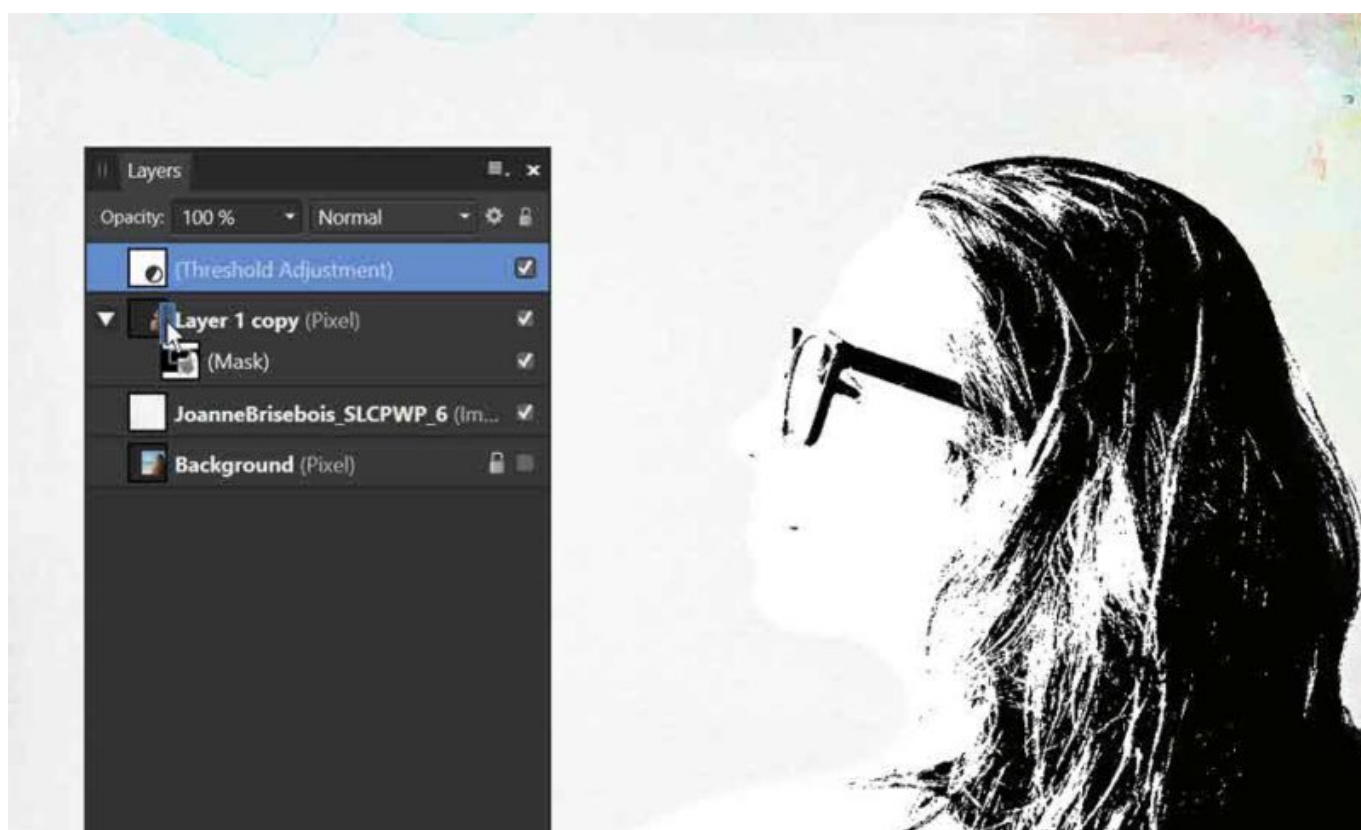 Layers
Opacity: 100 % Normal
(Threshold Adjustment)
Layer 1 copy (Pixel)
(Mask)
JoanneBrisebois_SLCPWP_6 (Im...
Background (Pixel)